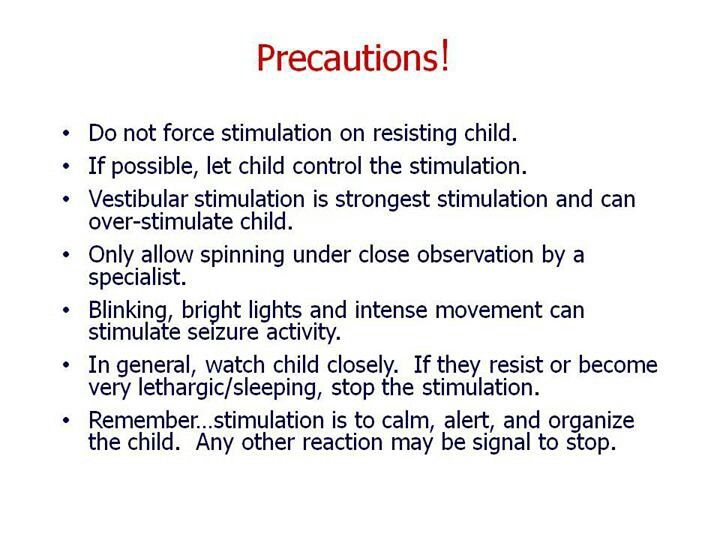 Precautions!
• Do not force stimulation on resisting child.
• If possible, let child control the stimulation.
• Vestibular stimulation is strongest stimulation and can
over-stimulate child.
• Only allow spinning under close observation by a
specialist.
• Blinking, bright lights and intense movement can
stimulate seizure activity.
• In general, watch child closely.  If they resist or become
very lethargic/sleeping, stop the stimulation.
• Remember…stimulation is to calm, alert, and organize
the child.  Any other reaction may be signal to stop.